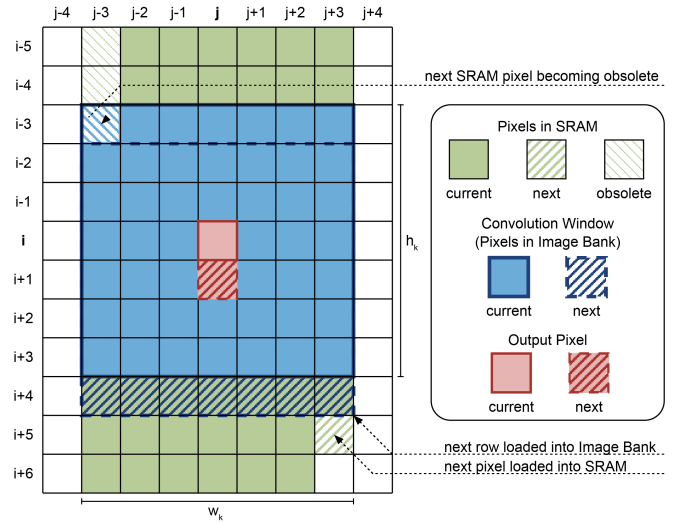 j-4 j-3 j-2 j-1 j j+1 j+2 j+3 j+4
i-5
i-4
i-3
i-2
i-1
i
i+1
i+2
i+3
i+4
i+5
i+6
wk
hk
next SRAM pixel becoming obsolete
Pixels in SRAM
current next obsolete
Convolution Window
(Pixels in Image Bank)
current next
Output Pixel
current next
next row loaded into Image Bank
next pixel loaded into SRAM